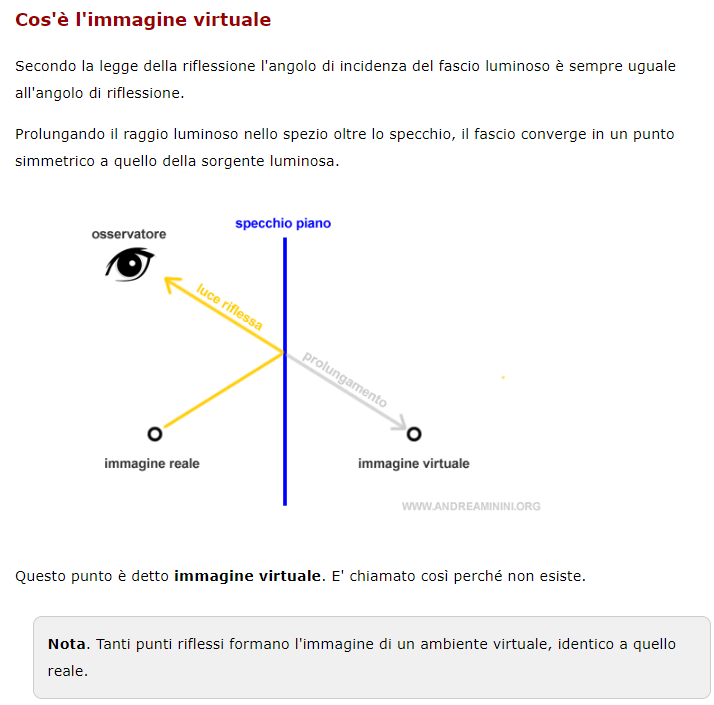 Cos'è l'immagine virtuale
Secondo la legge della riflessione l'angolo di incidenza del fascio luminoso è sempre uguale
all'angolo di riflessione.
Prolungando il raggio luminoso nello spezio oltre lo specchio, il fascio converge in un punto
simmetrico a quello della sorgente luminosa.
specchio piano
osservatore
luce riflessa
prolungamento
immagine reale
immagine virtuale
WWW.ANDREAMININI.ORG
Questo punto è detto immagine virtuale. E' chiamato così perché non esiste.
Nota. Tanti punti riflessi formano l'immagine di un ambiente virtuale, identico a quello
reale.